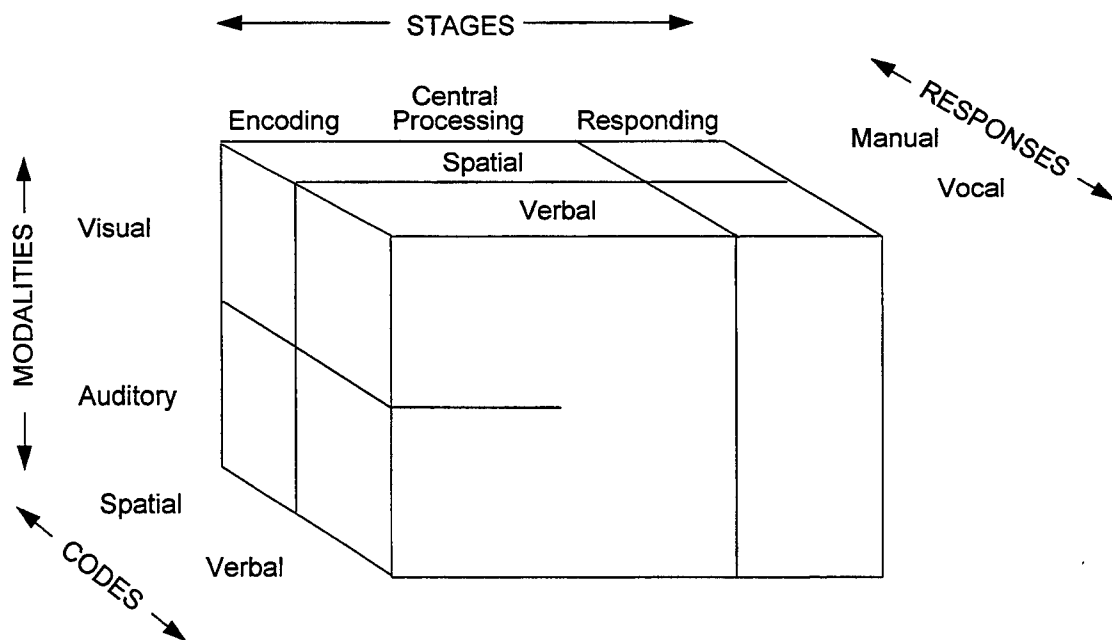 STAGES
RESPONSES
Central
Encoding Processing Responding
Manual
Spatial
Vocal
Verbal
Visual
MODALITIES
Auditory
Spatial
Verbal
CODES